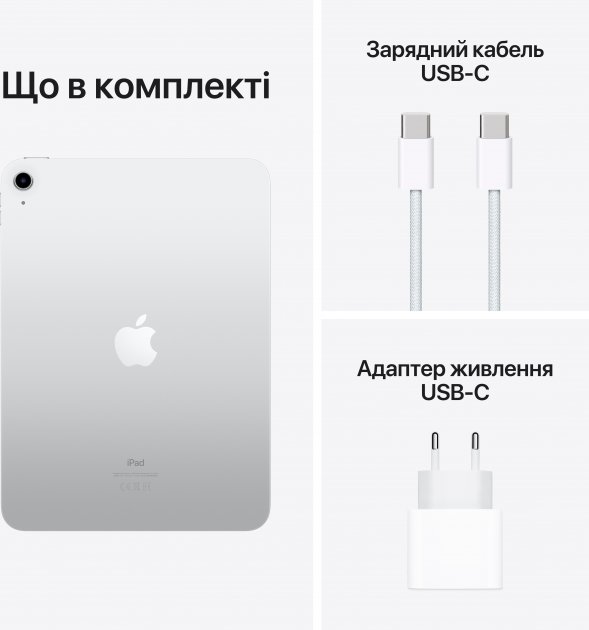 Що в комплекті
iPad
Зарядний кабель
USB-C
Адаптер живлення
USB-C